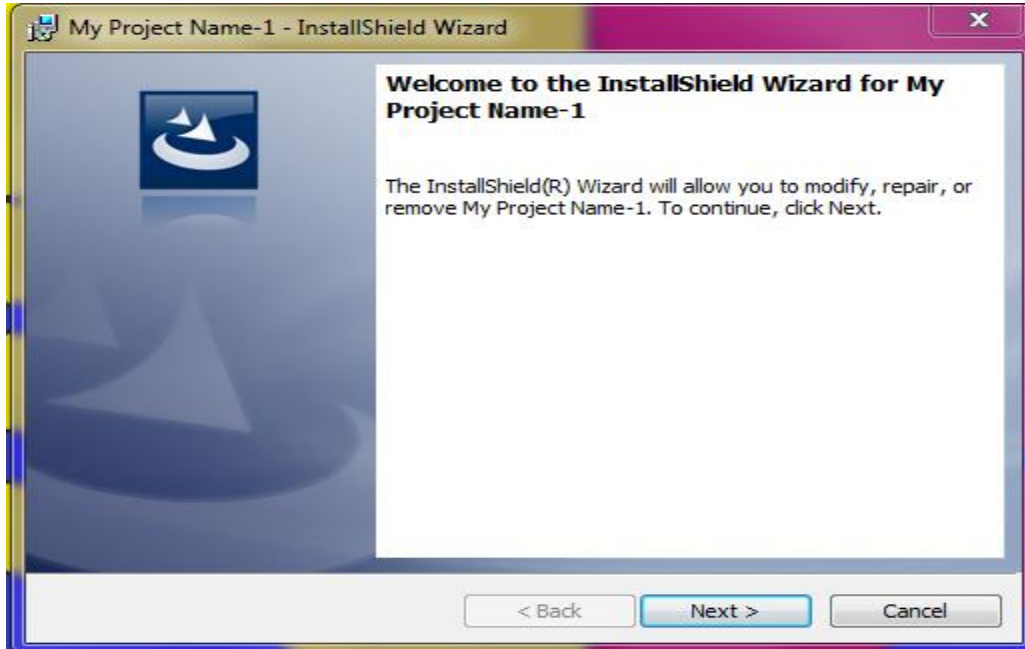 My Project Name-1 - InstallShield Wizard
Welcome to the InstallShield Wizard for My
Project Name-1
The InstallShield(R) Wizard will allow you to modify, repair, or
remove My Project Name-1. To continue, click Next.
< Back Next > Cancel